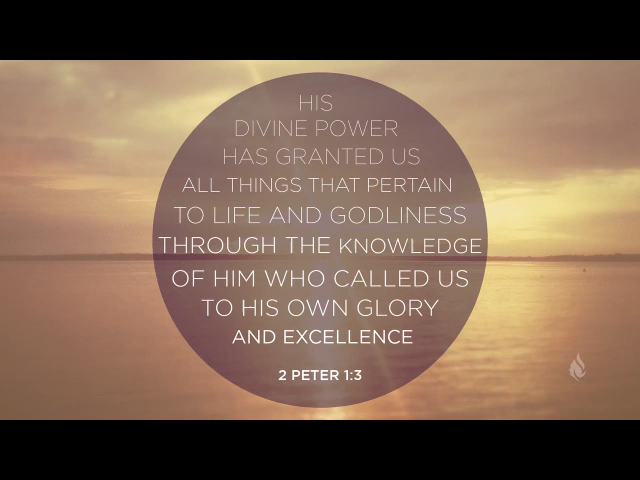 HIS
DIVINE POWER
HAS GRANTED US
ALL THINGS THAT PERTAIN
TO LIFE AND GODLINESS
THROUGH THE KNOWLEDGE
OF HIM WHO CALLED US
TO HIS OWN GLORY
AND EXCELLENCE
2 PETER 1:3